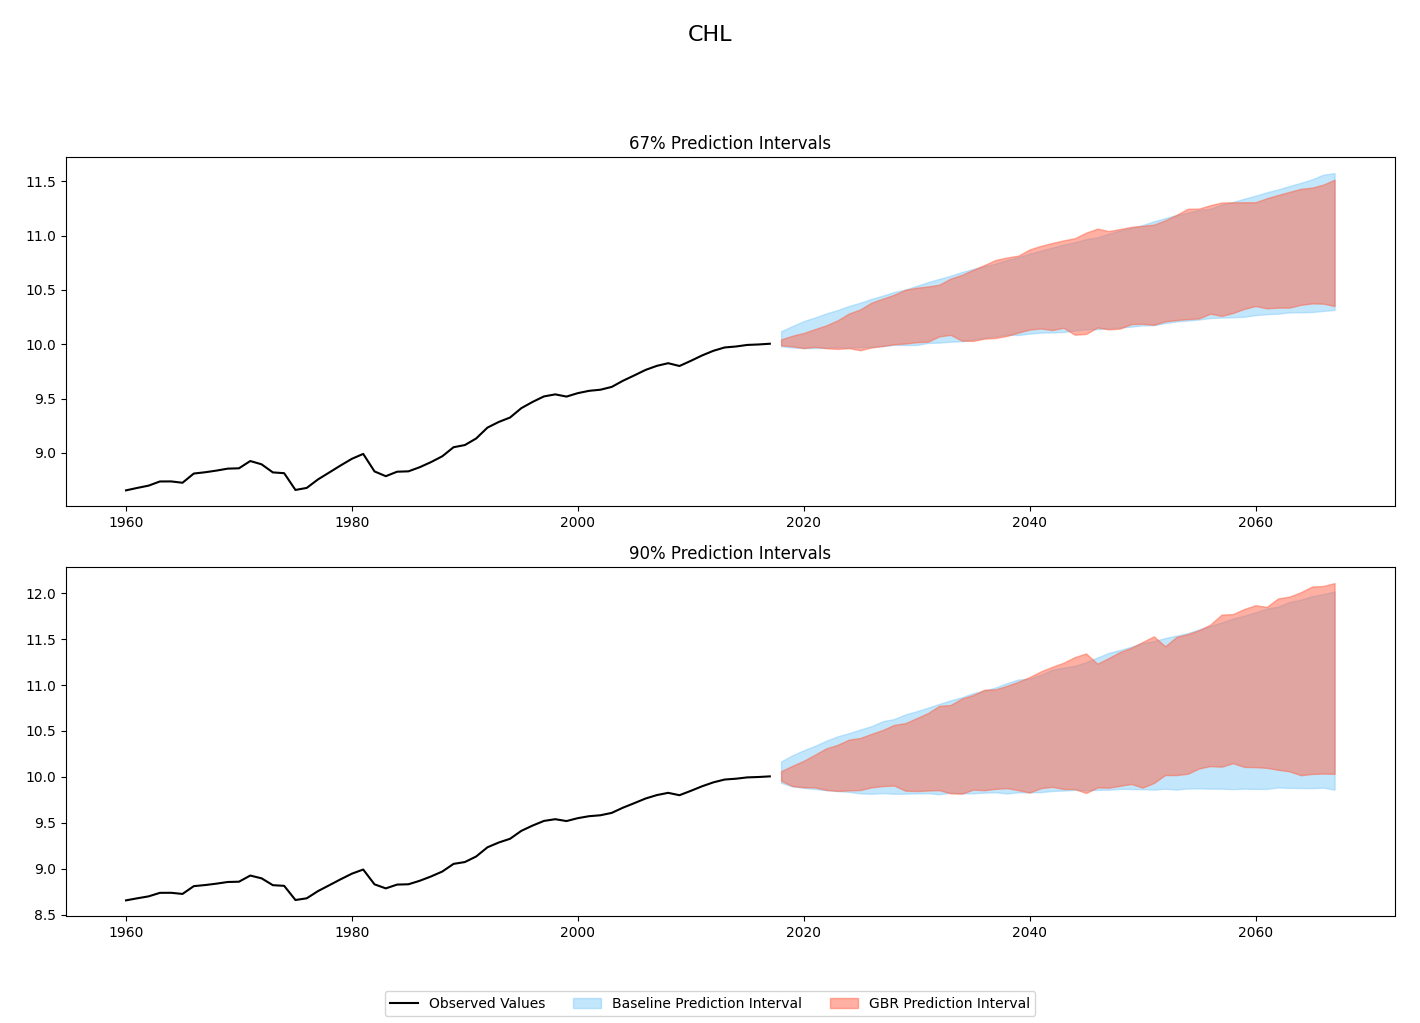 CHL
67% Prediction Intervals
11.5
11.0
10.5
10.0
9.5
9.0
1960 1980 2000 2020 2040 2060
90% Prediction Intervals
12.0
11.5
11.0
10.5
10.0
9.5
9.0
8.5
1960 1980 2000 2020 2040 2060
Observed Values Baseline Prediction Interval GBR Prediction Interval